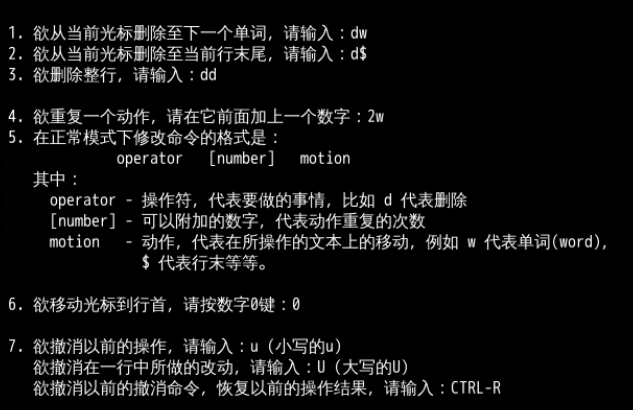 1. 欲从当前光标删除至下一个单词，请输入：dw
2. 欲从当前光标删除至当前行末尾，请输入：d$
3. 欲删除整行，请输入：dd
4. 欲重复一个动作，请在它前面加上一个数字：2w
5. 在正常模式下修改命令的格式是：
operator [number] motion
其中：
operator - 操作符，代表要做的事情，比如 d 代表删除
[number] - 可以附加的数字，代表动作重复的次数
motion - 动作，代表在所操作的文本上的移动，例如 w 代表单词(word)，
$ 代表行末等等。
6. 欲移动光标到行首，请按数字0键：0
7. 欲撤消以前的操作，请输入：u (小写的u)
欲撤消在一行中所做的改动，请输入：U (大写的U)
欲撤消以前的撤消命令，恢复以前的操作结果，请输入：CTRL-R